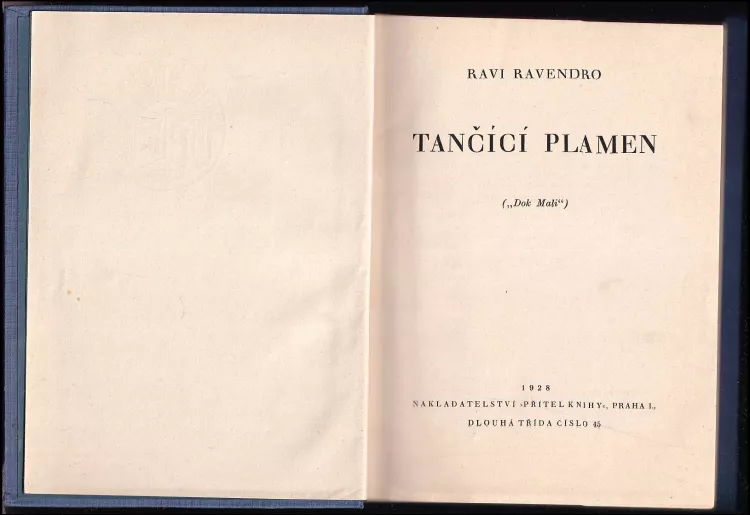 RAVI RAVENDRO
TANČÍCÍ PLAMEN
(„Dok Mali“)
1928
NAKLADATELSTVÍ »PŘÍTEL KNIHY«, PRAHA I.,
DLOUHÁ TŘÍDA ČÍSLO 45